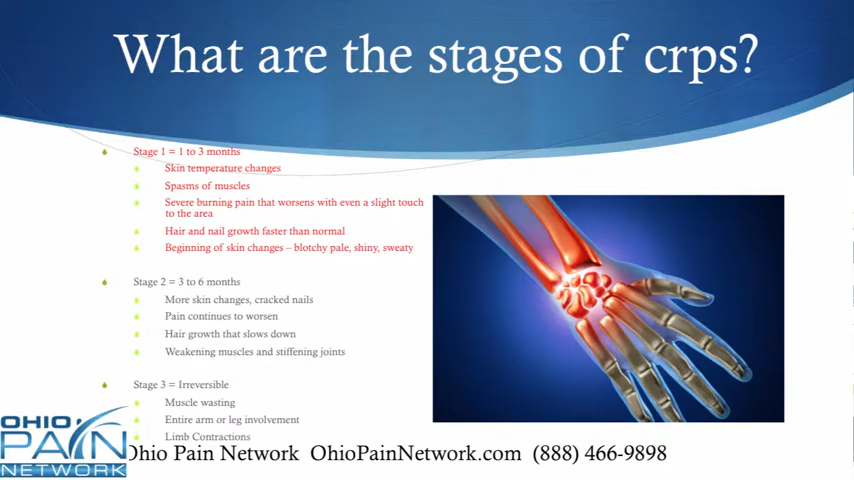 What are the stages of crps?
Stage 1 = 1 to 3 months
Skin temperature changes
Spasms of muscles
Severe burning pain that worsens with even a slight touch
to the area
Hair and nail growth faster than normal
Beginning of skin changes – blotchy pale, shiny, sweaty
Stage 2 = 3 to 6 months
More skin changes, cracked nails
Pain continues to worsen
Hair growth that slows down
Weakening muscles and stiffening joints
Stage 3 = Irreversible
Muscle wasting
Entire arm or leg involvement
Limb Contractions
OHIO
PAIN
NETWORK
Ohio Pain Network OhioPainNetwork.com (888) 466-9898